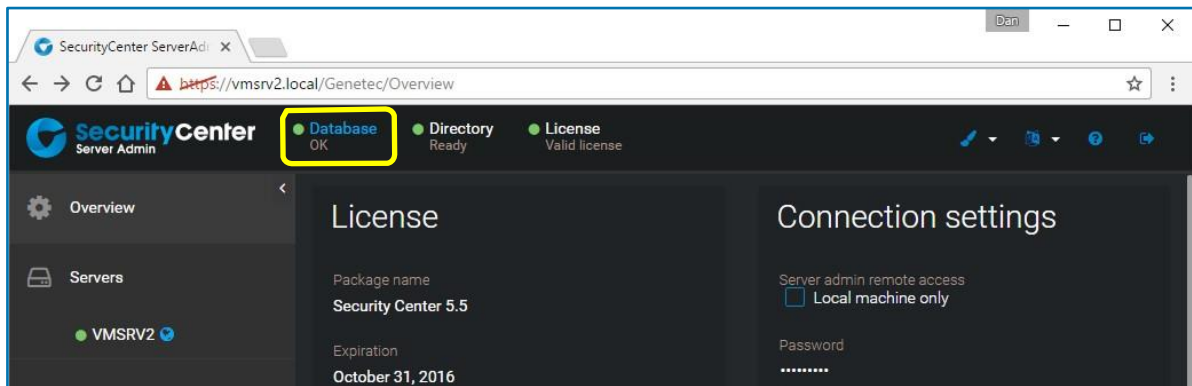 Dan
SecurityCenter ServerAd
https://vmsrv2.local/Genetec/Overview
SecurityCenter
Server Admin
Database
OK
Directory
Ready
License
Valid license
Overview
Servers
VMSRV2
License
Package name
Security Center 5.5
Expiration
October 31, 2016
Connection settings
Server admin remote access
Local machine only
Password
•••••••••